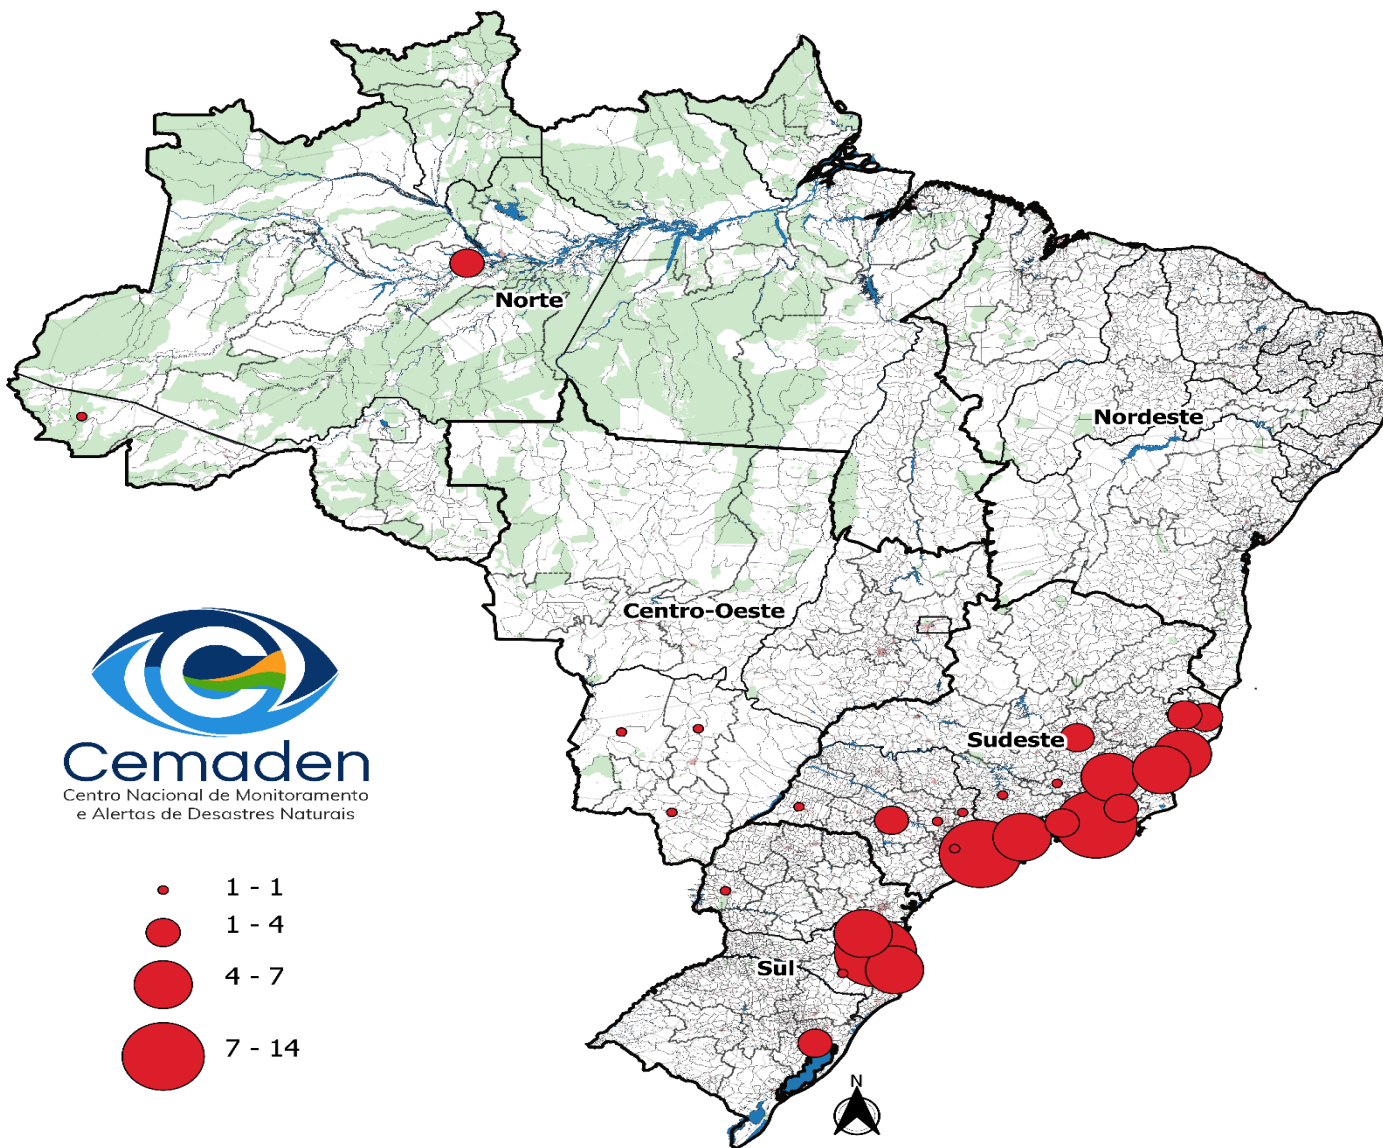 Norte
Nordeste
Centro-Oeste
Sudeste
Sul
Cemaden
Centro Nacional de Monitoramento
e Alertas de Desastres Naturais
1 - 1
1 - 4
4 - 7
7 - 14
N